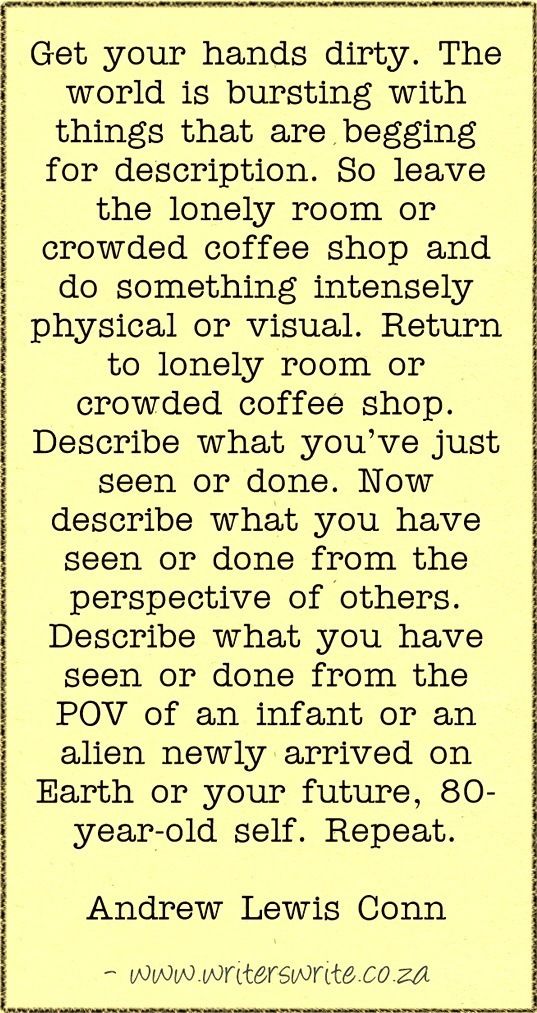 Get your hands dirty. The
world is bursting with
things that are begging
for description. So leave
the lonely room or
crowded coffee shop and
do something intensely
physical or visual. Return
to lonely room or
crowded coffee shop.
Describe what you’ve just
seen or done. Now
describe what you have
seen or done from the
perspective of others.
Describe what you have
seen or done from the
POV of an infant or an
alien newly arrived on
Earth or your future, 80-
year-old self. Repeat.
Andrew Lewis Conn
- www.writerswrite.co.za